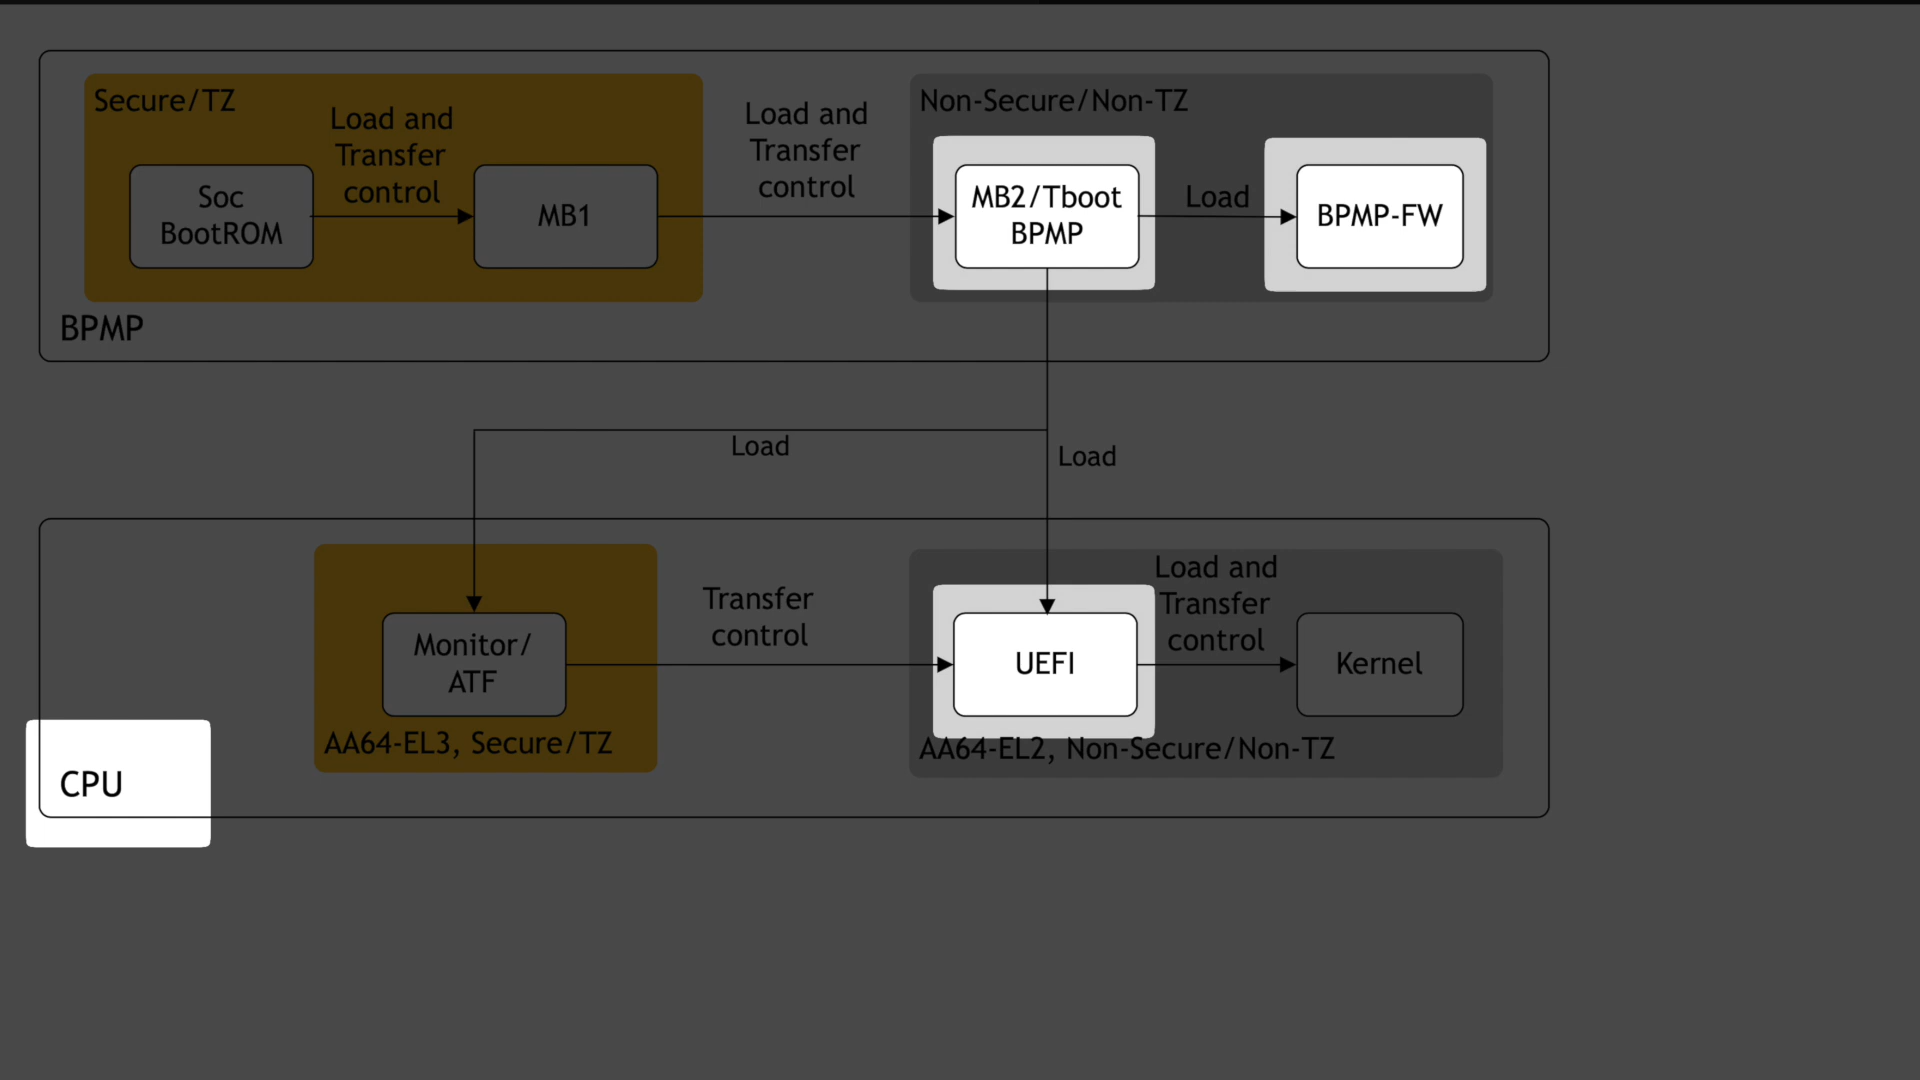 Secure/TZ
Load and
Transfer
control
Soc
BootROM
MB1
Load and
Transfer
control
Non-Secure/Non-TZ
MB2/Tboot
BPMP
Load
BPMP-FW
BPMP
Load
Load
Monitor/
ATF
AA64-EL3, Secure/TZ
Transfer
control
UEFI
Load and
Transfer
control
Kernel
AA64-EL2, Non-Secure/Non-TZ
CPU